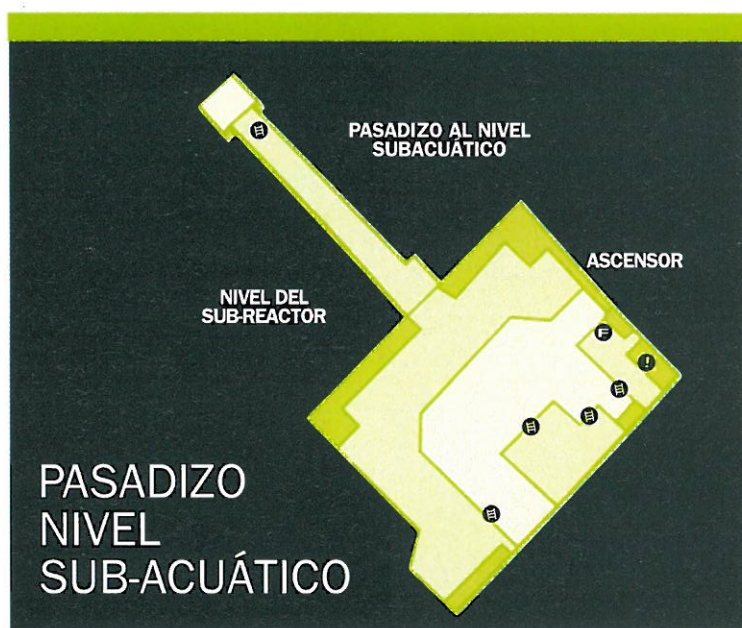 PASADIZO AL NIVEL
SUBACUÁTICO
ASCENSOR
NIVEL DEL
SUB-REACTOR
!
PASADIZO
NIVEL
SUB-ACUÁTICO